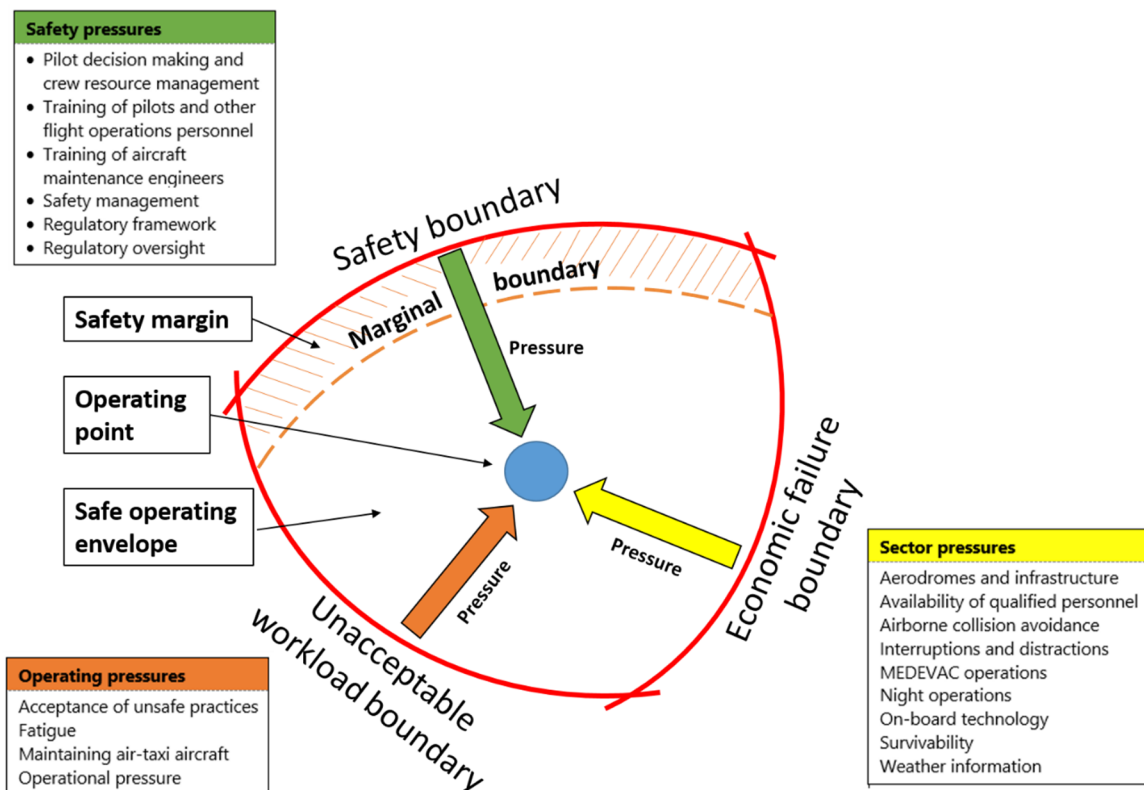 Safety pressures
• Pilot decision making and
crew resource management
• Training of pilots and other
flight operations personnel
• Training of aircraft
maintenance engineers
• Safety management
• Regulatory framework
• Regulatory oversight
Safety boundary
Marginal boundary
Safety margin
Pressure
Operating
point
Safe operating
envelope
Pressure
Pressure
Economic failure
boundary
Unacceptable
workload boundary
Sector pressures
Aerodromes and infrastructure
Availability of qualified personnel
Airborne collision avoidance
Interruptions and distractions
MEDEVAC operations
Night operations
On-board technology
Survivability
Weather information
Operating pressures
Acceptance of unsafe practices
Fatigue
Maintaining air-taxi aircraft
Operational pressure